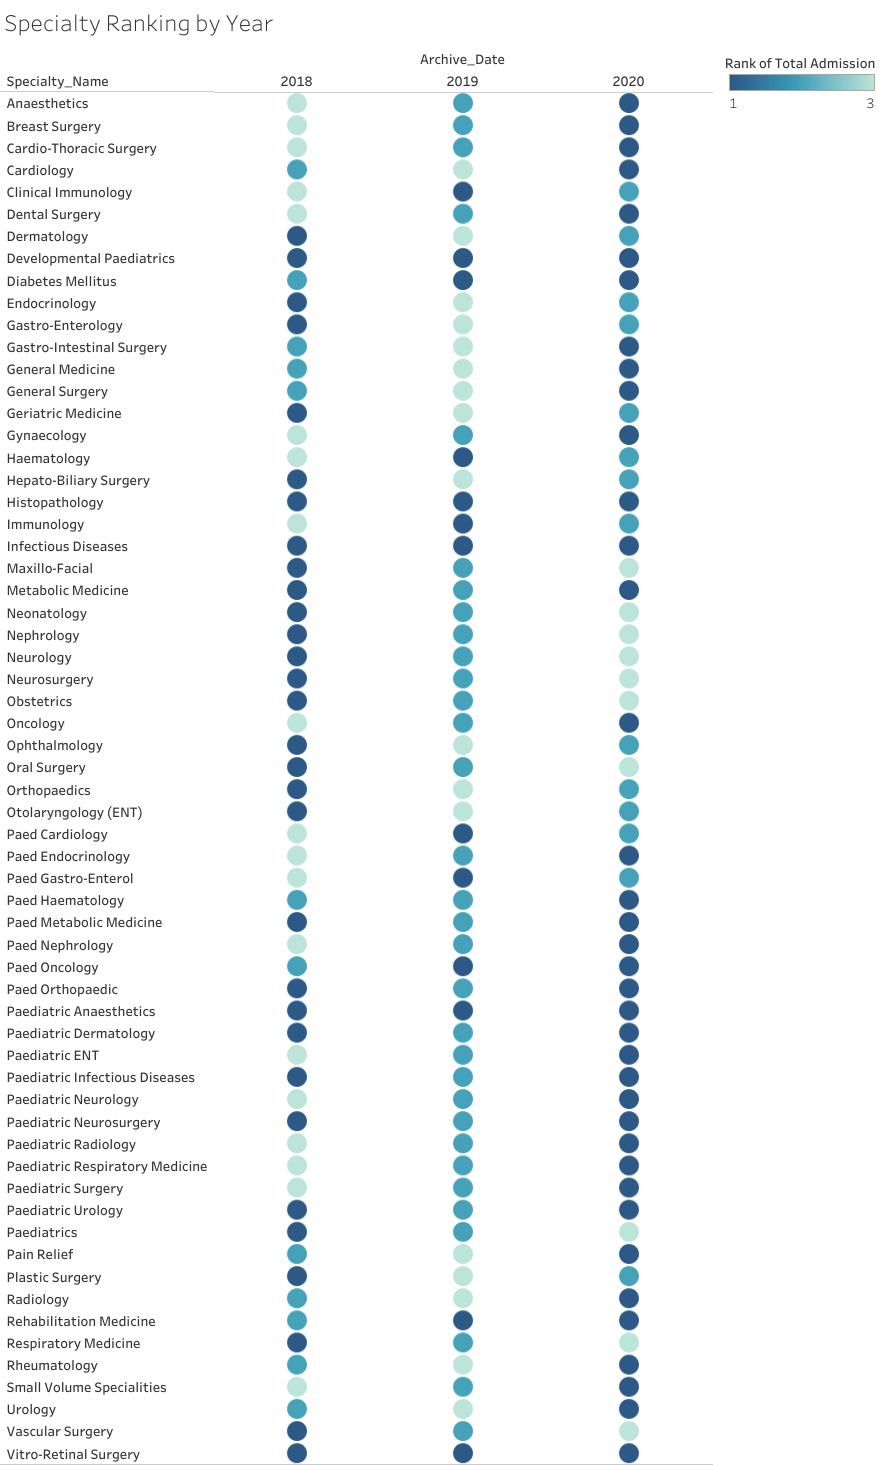 Specialty Ranking by Year
Archive_Date
Rank of Total Admission
Specialty_Name 2018 2019 2020
1 3
Anaesthetics
Breast Surgery
Cardio-Thoracic Surgery
Cardiology
Clinical Immunology
Dental Surgery
Dermatology
Developmental Paediatrics
Diabetes Mellitus
Endocrinology
Gastro-Enterology
Gastro-Intestinal Surgery
General Medicine
General Surgery
Geriatric Medicine
Gynaecology
Haematology
Hepato-Biliary Surgery
Histopathology
Immunology
Infectious Diseases
Maxillo-Facial
Metabolic Medicine
Neonatology
Nephrology
Neurology
Neurosurgery
Obstetrics
Oncology
Ophthalmology
Oral Surgery
Orthopaedics
Otolaryngology (ENT)
Paed Cardiology
Paed Endocrinology
Paed Gastro-Enterol
Paed Haematology
Paed Metabolic Medicine
Paed Nephrology
Paed Oncology
Paed Orthopaedic
Paediatric Anaesthetics
Paediatric Dermatology
Paediatric ENT
Paediatric Infectious Diseases
Paediatric Neurology
Paediatric Neurosurgery
Paediatric Radiology
Paediatric Respiratory Medicine
Paediatric Surgery
Paediatric Urology
Paediatrics
Pain Relief
Plastic Surgery
Radiology
Rehabilitation Medicine
Respiratory Medicine
Rheumatology
Small Volume Specialities
Urology
Vascular Surgery
Vitro-Retinal Surgery